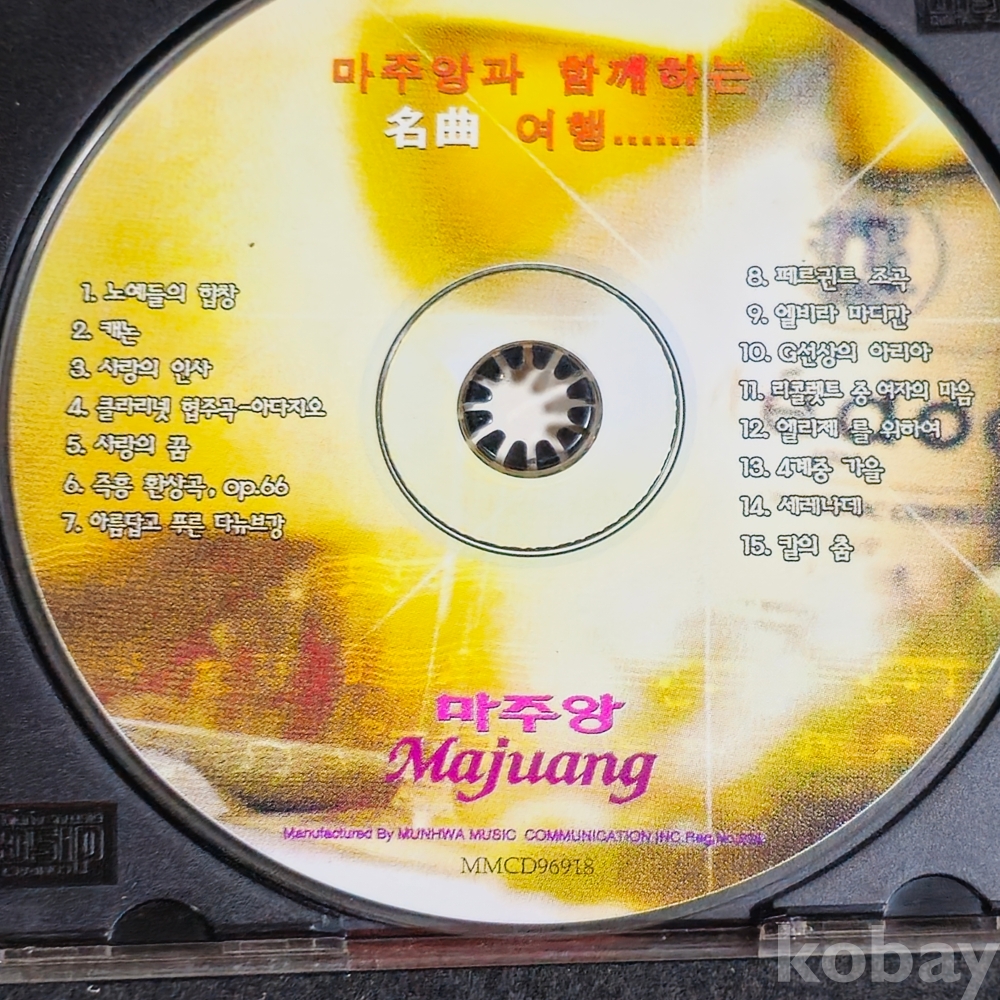 마주앙과 함께하는
名曲 여행......
1. 노예들의 합창
2. 캐논
3. 사랑의 인사
4. 클라리넷 협주곡-아다지오
5. 사랑의 꿈
6. 즉흥 환상곡, op.66
7. 아름답고 푸른 다뉴브강
8. 페르귄트 조곡
9. 엘비라 마디간
10. G선상의 아리아
11. 리콜렛트 중 여자의 마음
12. 엘리제 를 위하여
13. 4계중 가을
14. 세레나데
15. 칼의 춤
마주앙
Majuang
Manufactured By MUNHWA MUSIC COMMUNICATION INC. Reg.No.
MMCD96918
kobay